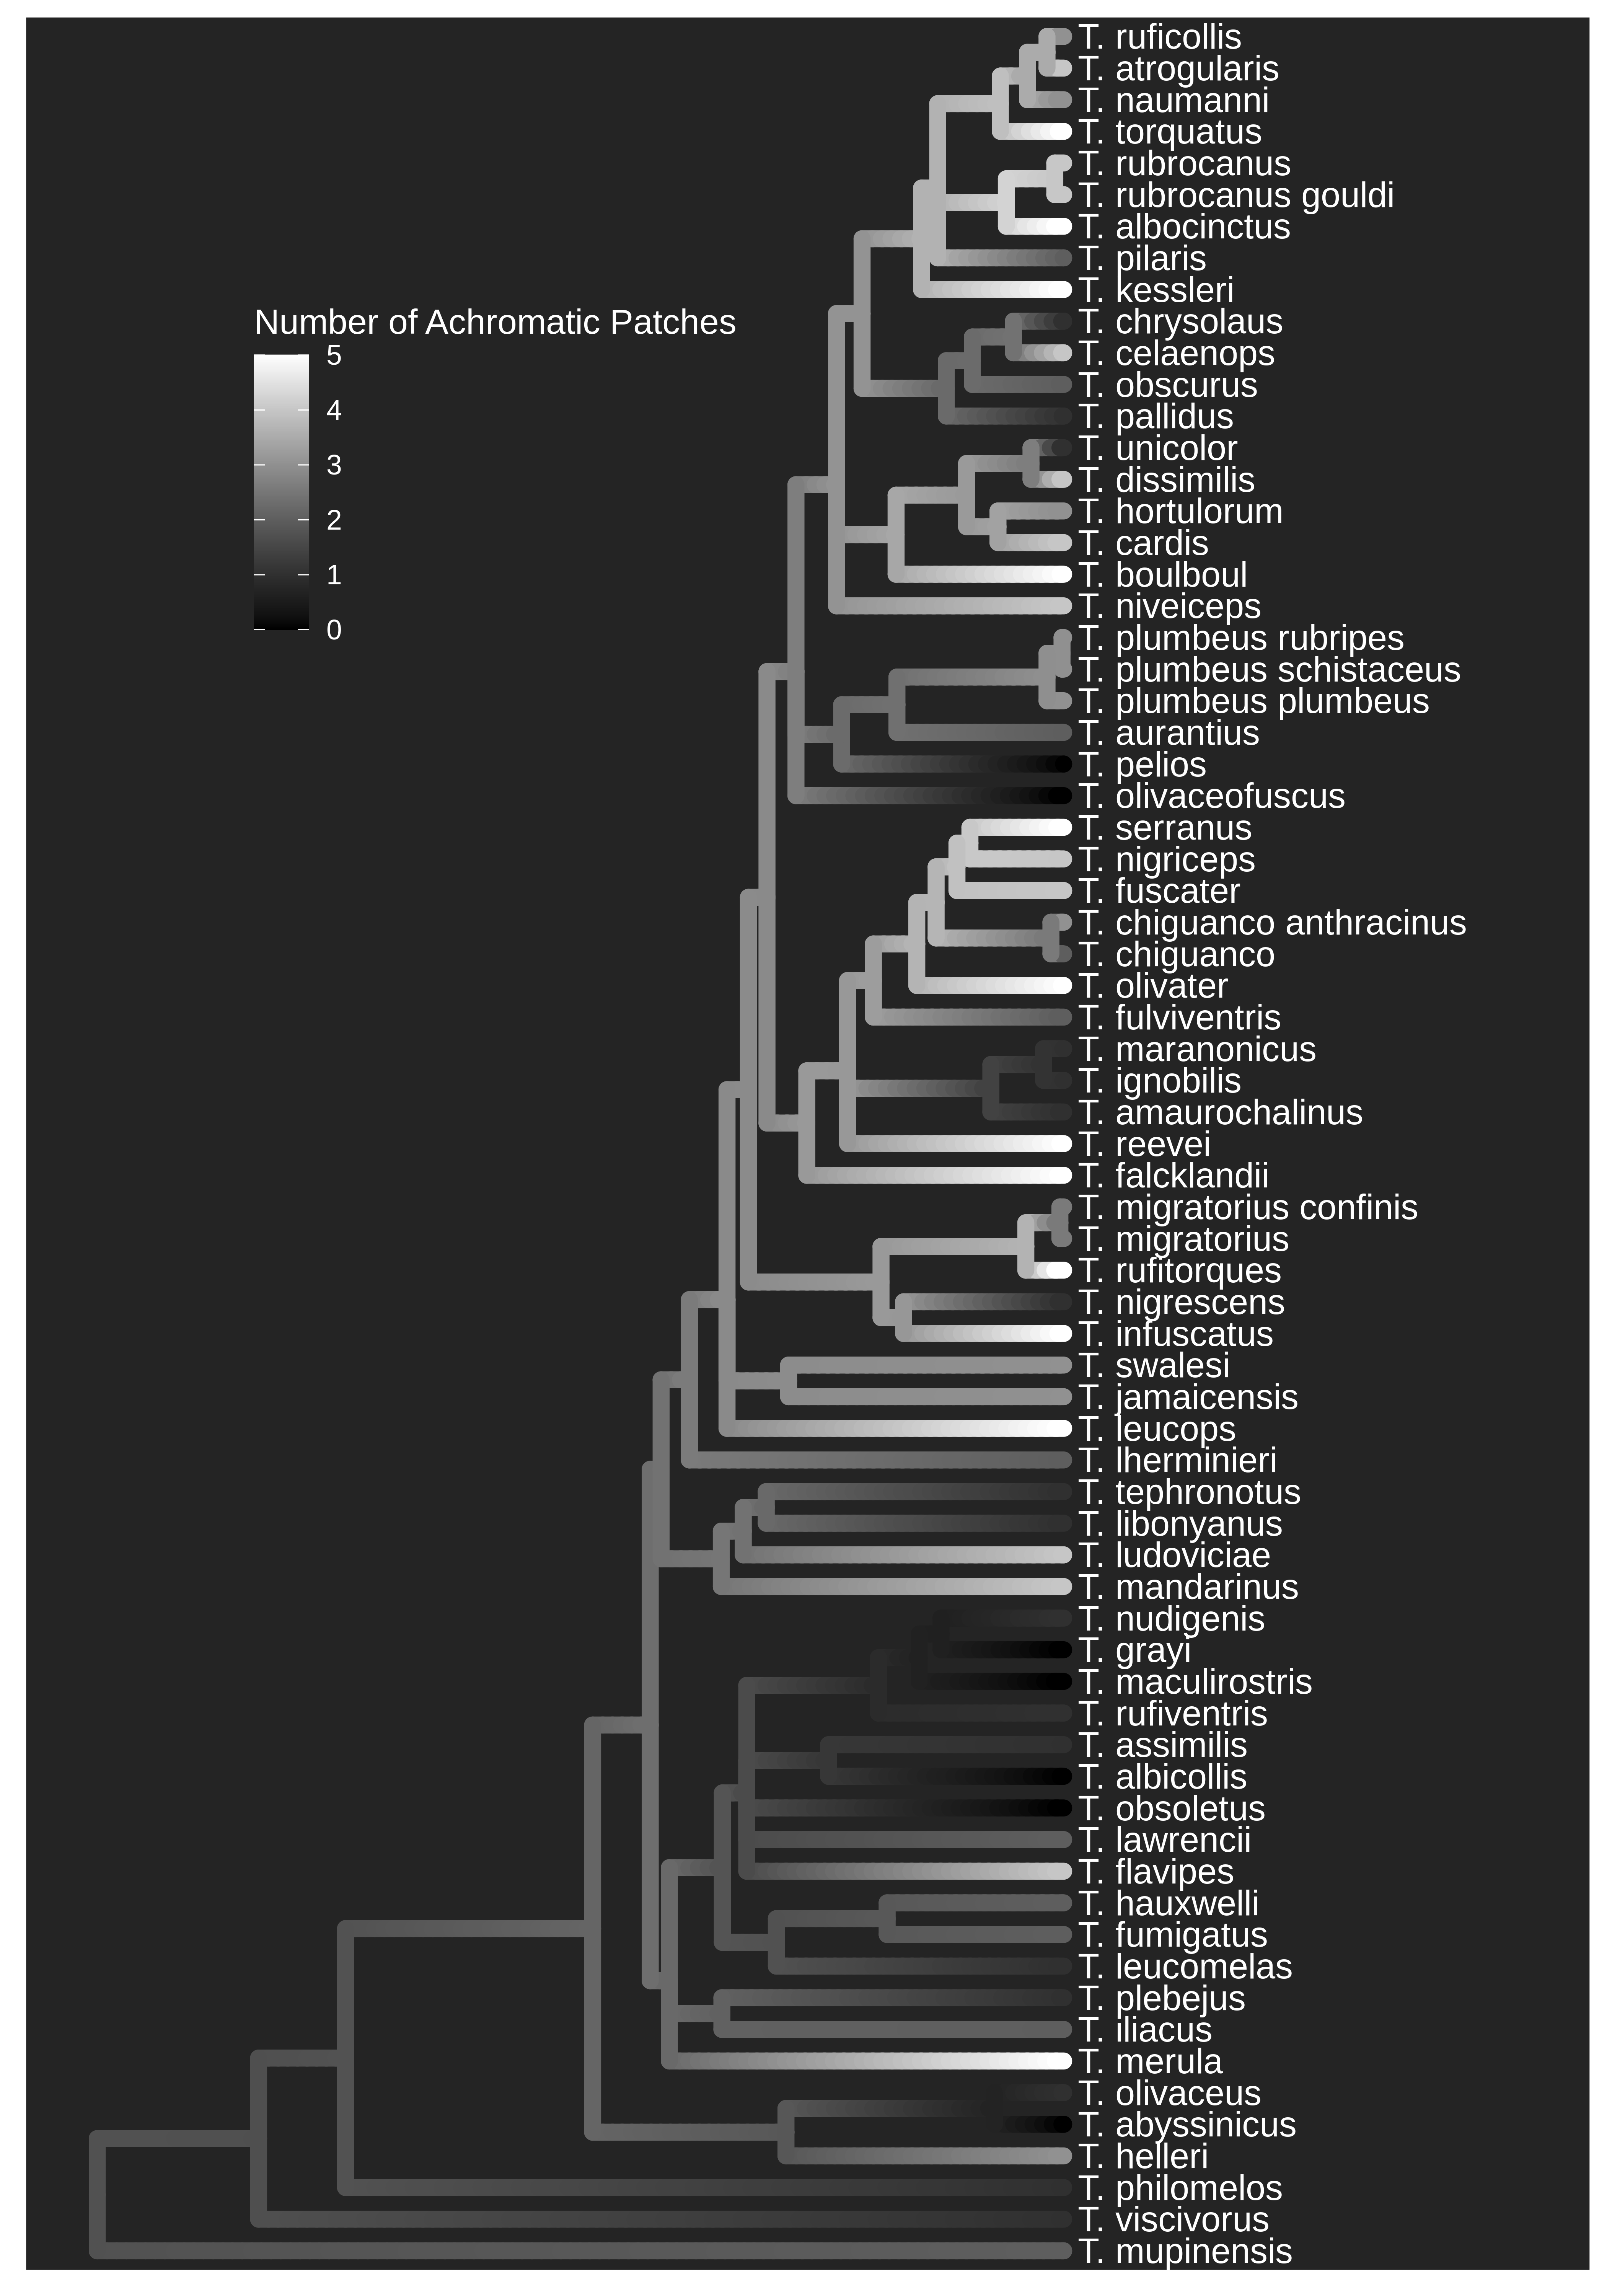 T. ruficollis
T. atrogularis
T. naumanni
T. torquatus
T. rubrocanus
T. rubrocanus gouldi
T. albocinctus
T. pilaris
T. kessleri
Number of Achromatic Patches
5
4
3
2
1
0
T. chrysolaus
T. celaenops
T. obscurus
T. pallidus
T. unicolor
T. dissimilis
T. hortulorum
T. cardis
T. boulboul
T. niveiceps
T. plumbeus rubripes
T. plumbeus schistaceus
T. plumbeus plumbeus
T. aurantius
T. pelios
T. olivaceofuscus
T. serranus
T. nigriceps
T. fuscater
T. chiguanco anthracinus
T. chiguanco
T. olivater
T. fulviventris
T. maranonicus
T. ignobilis
T. amaurochalinus
T. reevei
T. falcklandii
T. migratorius confinis
T. migratorius
T. rufitorques
T. nigrescens
T. infuscatus
T. swalesi
T. jamaicensis
T. leucops
T. lherminieri
T. tephronotus
T. libonyanus
T. ludoviciae
T. mandarinus
T. nudigenis
T. grayi
T. maculirostris
T. rufiventris
T. assimilis
T. albicollis
T. obsoletus
T. lawrencii
T. flavipes
T. hauxwelli
T. fumigatus
T. leucomelas
T. plebejus
T. iliacus
T. merula
T. olivaceus
T. abyssinicus
T. helleri
T. philomelos
T. viscivorus
T. mupinensis